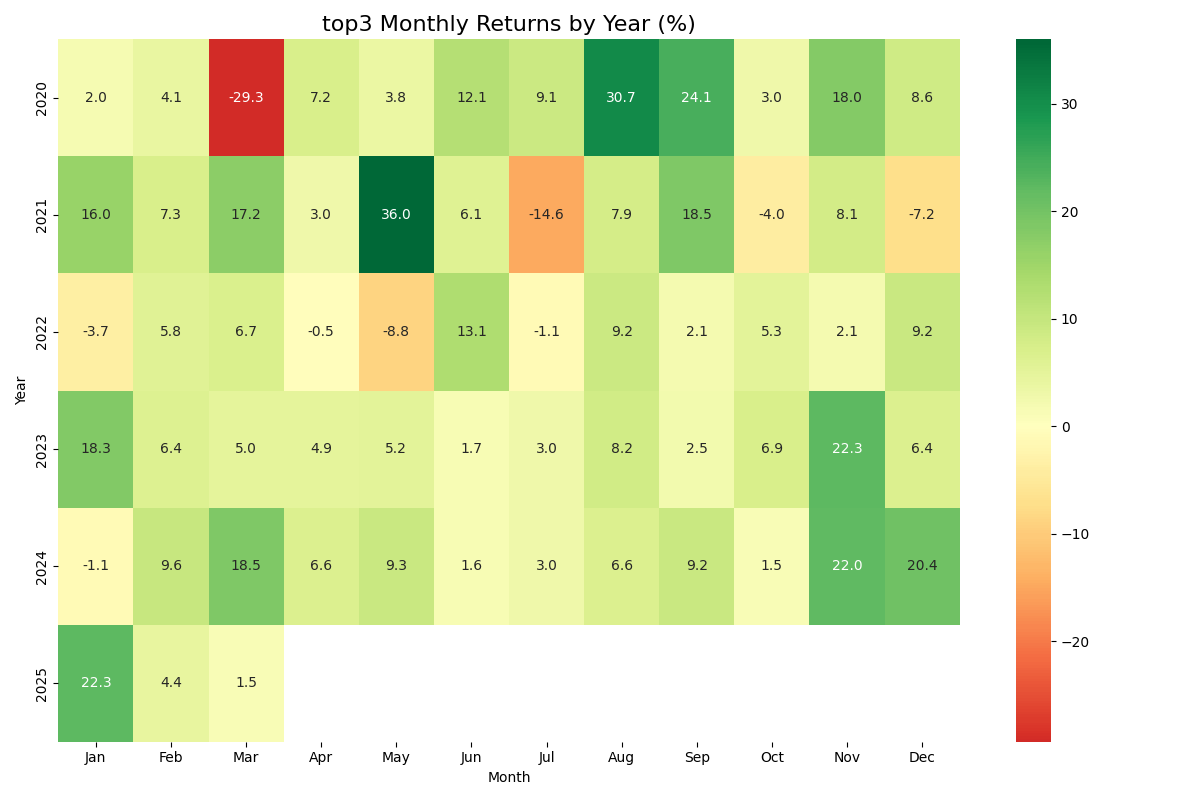 top3 Monthly Returns by Year (%)
2020 2.0 4.1 -29.3 7.2 3.8 12.1 9.1 30.7 24.1 3.0 18.0 8.6
2021 16.0 7.3 17.2 3.0 36.0 6.1 -14.6 7.9 18.5 -4.0 8.1 -7.2
2022 -3.7 5.8 6.7 -0.5 -8.8 13.1 -1.1 9.2 2.1 5.3 2.1 9.2
Year
2023 18.3 6.4 5.0 4.9 5.2 1.7 3.0 8.2 2.5 6.9 22.3 6.4
2024 -1.1 9.6 18.5 6.6 9.3 1.6 3.0 6.6 9.2 1.5 22.0 20.4
2025 22.3 4.4 1.5
Jan Feb Mar Apr May Jun Jul Aug Sep Oct Nov Dec
Month
30
20
10
0
−10
−20